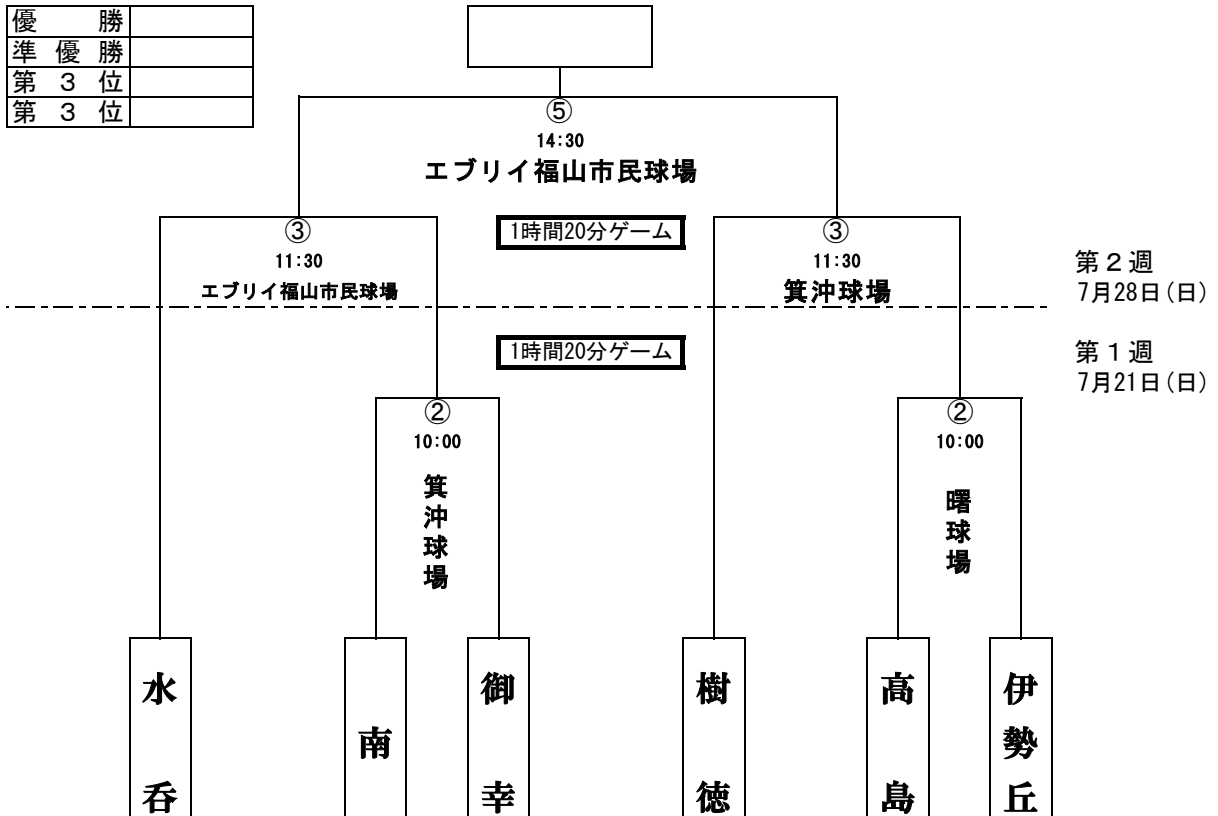 優勝
準優勝
第３位
第３位
⑤
14:30
エブリイ福山市民球場
③
11:30
エブリイ福山市民球場
1時間20分ゲーム
③
11:30
箕沖球場
第２週
7月28日(日)
1時間20分ゲーム
第１週
7月21日(日)
②
10:00
箕沖球場
②
10:00
曙球場
水呑
南
御幸
樹徳
高島
伊勢丘